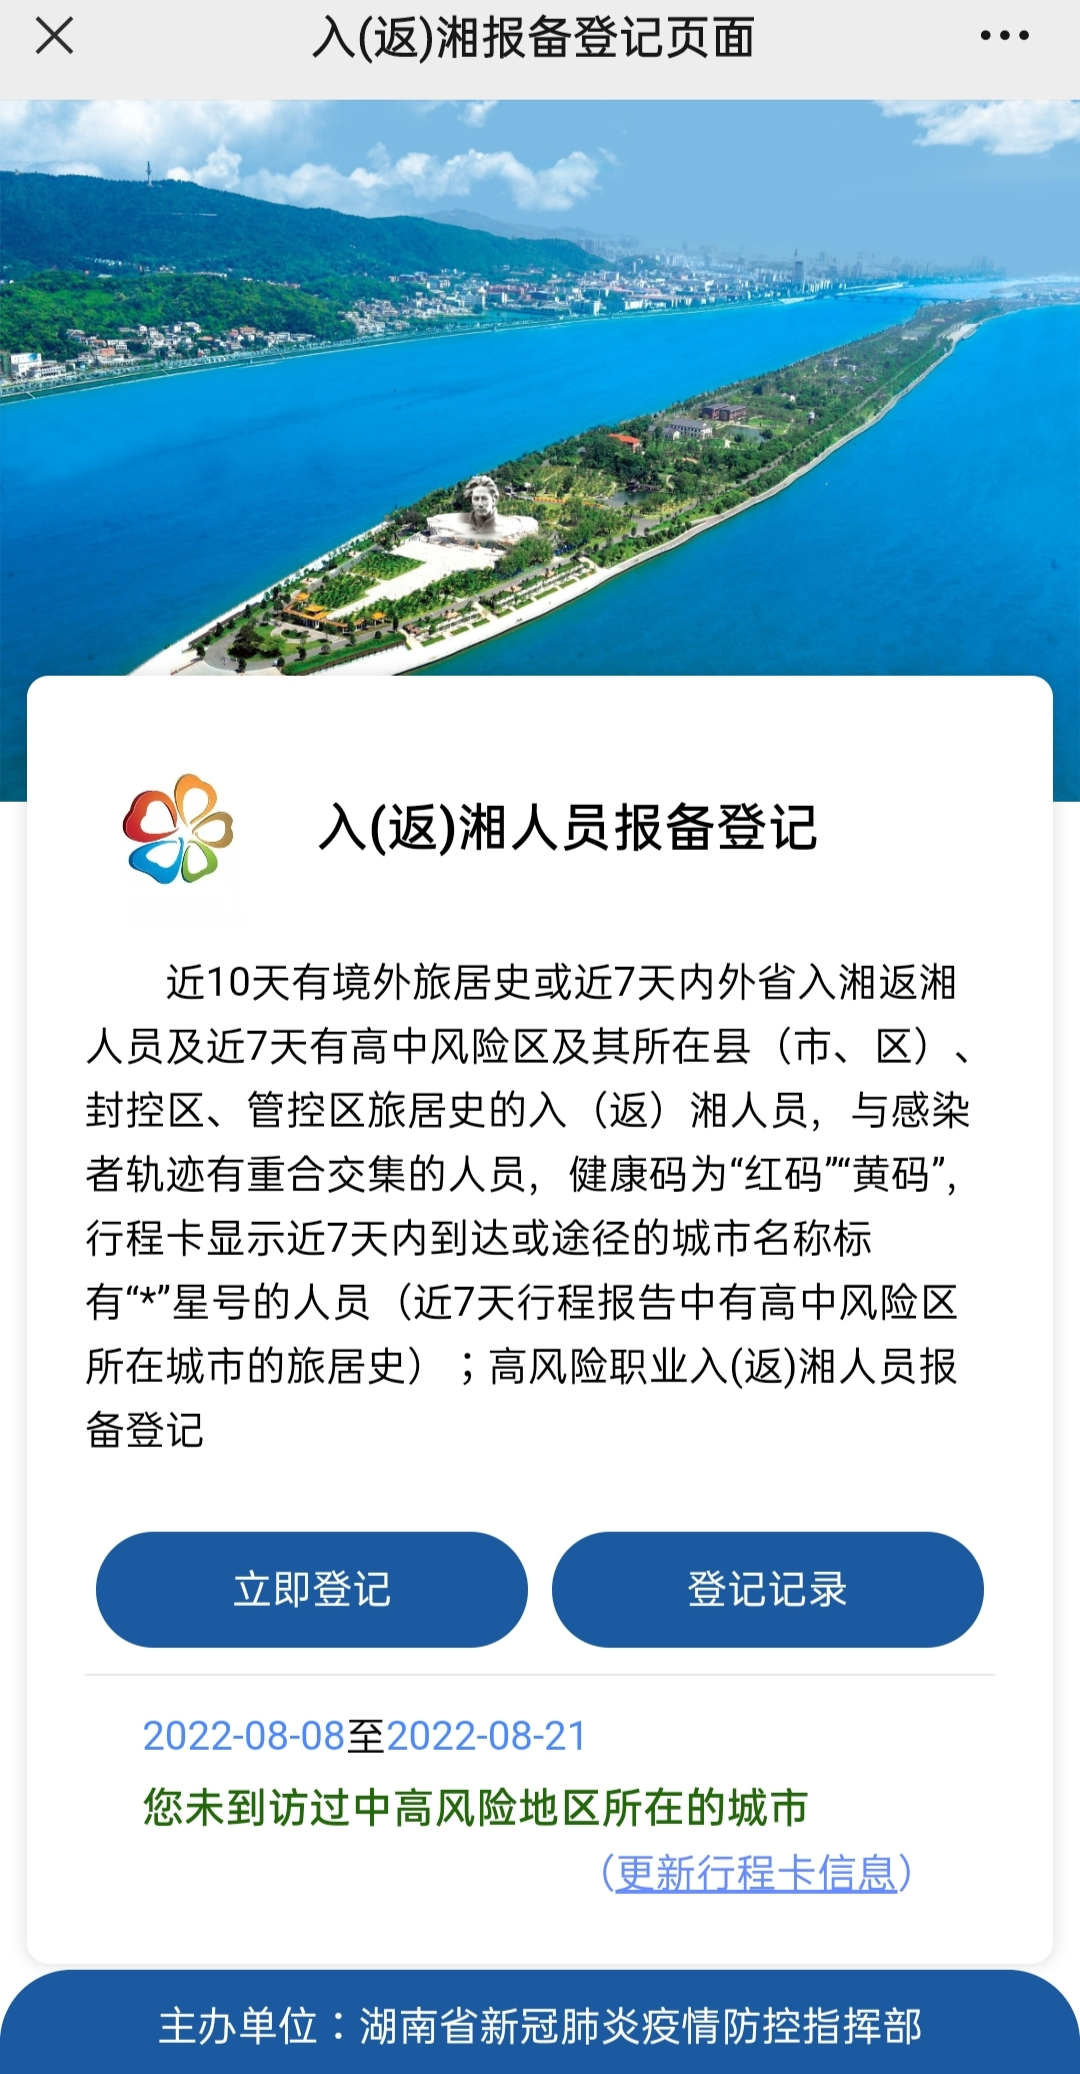 入(返)湘报备登记页面
入(返)湘人员报备登记
近10天有境外旅居史或近7天内外省入湘返湘
人员及近7天有高中风险区及其所在县（市、区）、
封控区、管控区旅居史的入（返）湘人员，与感染
者轨迹有重合交集的人员，健康码为“红码”“黄码”，
行程卡显示近7天内到达或途径的城市名称标
有“*”星号的人员（近7天行程报告中有高中风险区
所在城市的旅居史）；高风险职业入(返)湘人员报
备登记
立即登记
登记记录
2022-08-08至2022-08-21
您未到访过中高风险地区所在的城市
（更新行程卡信息）
主办单位：湖南省新冠肺炎疫情防控指挥部